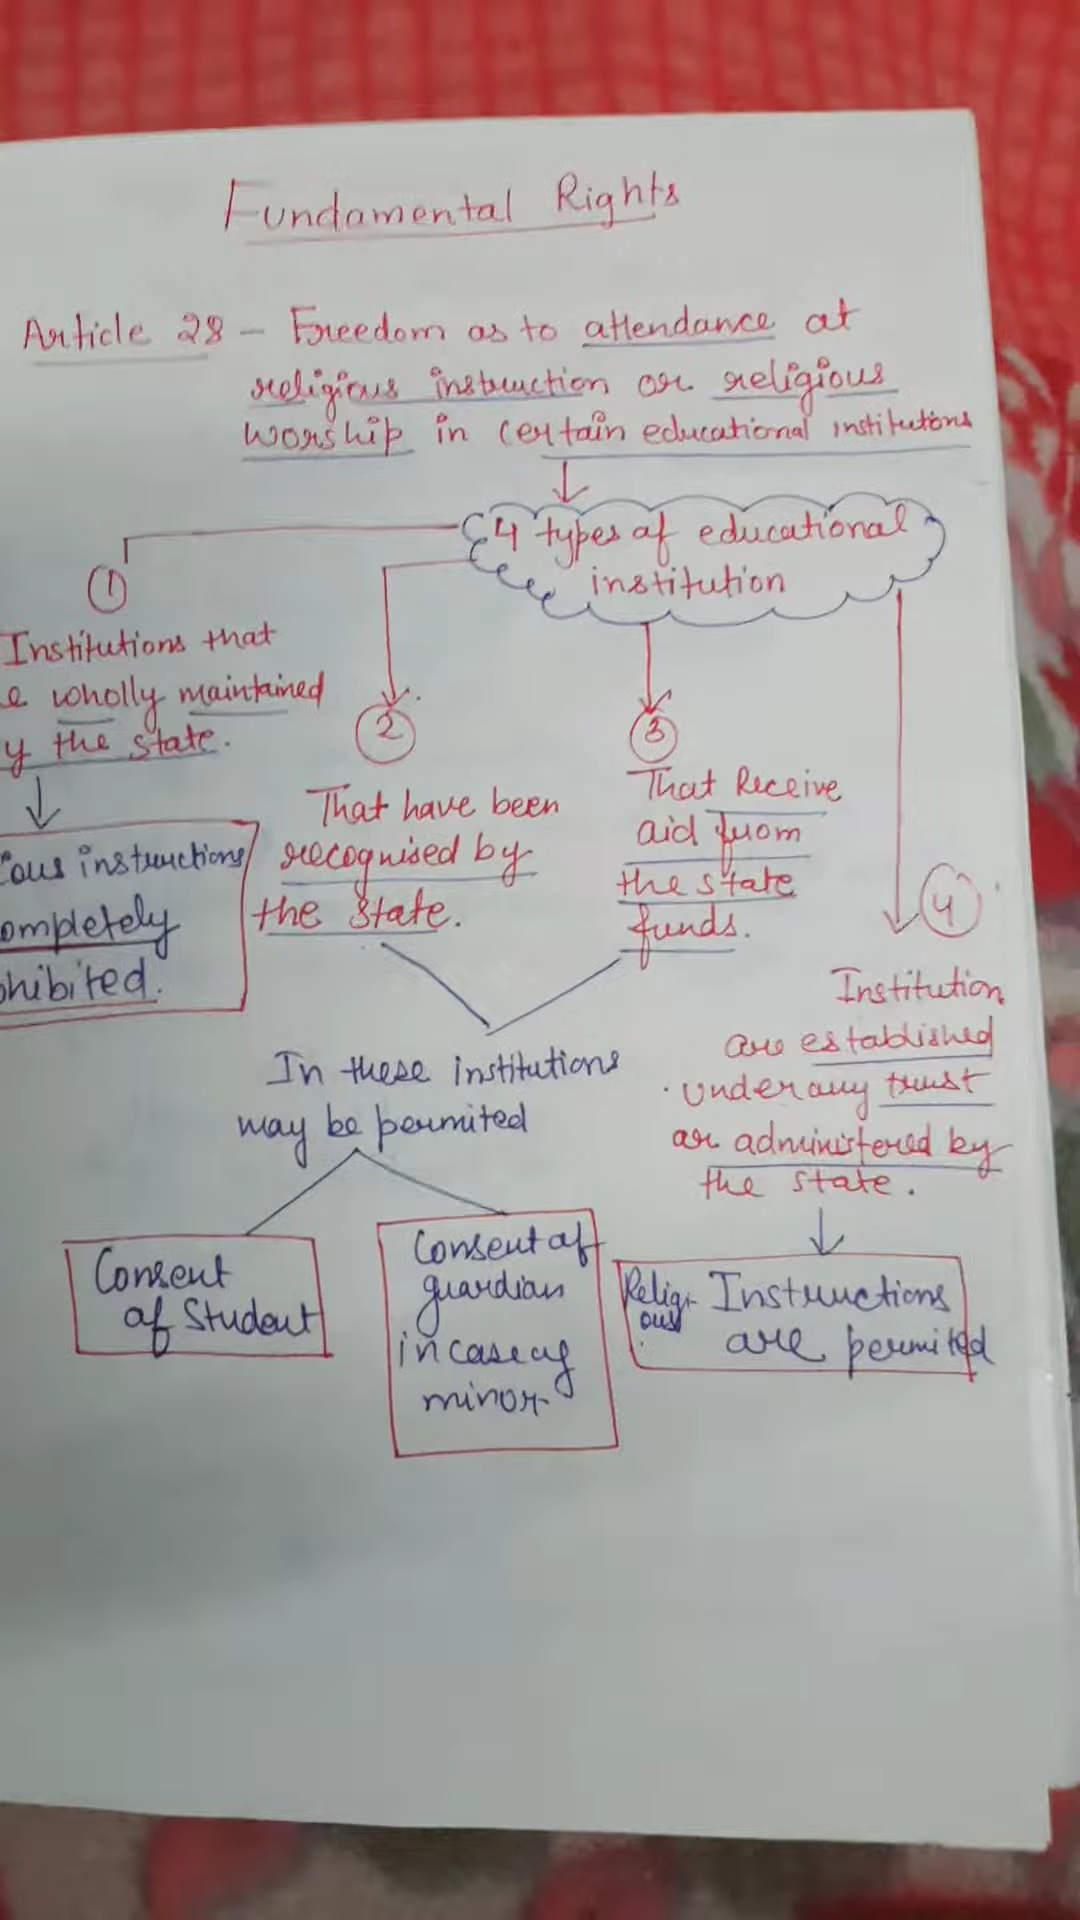 Fundamental Rights
Article 28 - Freedom as to attendance at
religious instruction or religious
worship in certain educational institutions
4 types of educational
institution
1
Institutions that
e wholly maintained
y the state.
ious instructions
ompletely
ohibited.
2
That have been
recognised by
the state.
3
That Receive
aid from
the state
funds.
In these institutions
may be permited
Consent
of Student
Consent of
guardian
in case of
minor
4
Institution
are established
under any trust
or administered by
the state.
Religi- Instructions
ous are permited